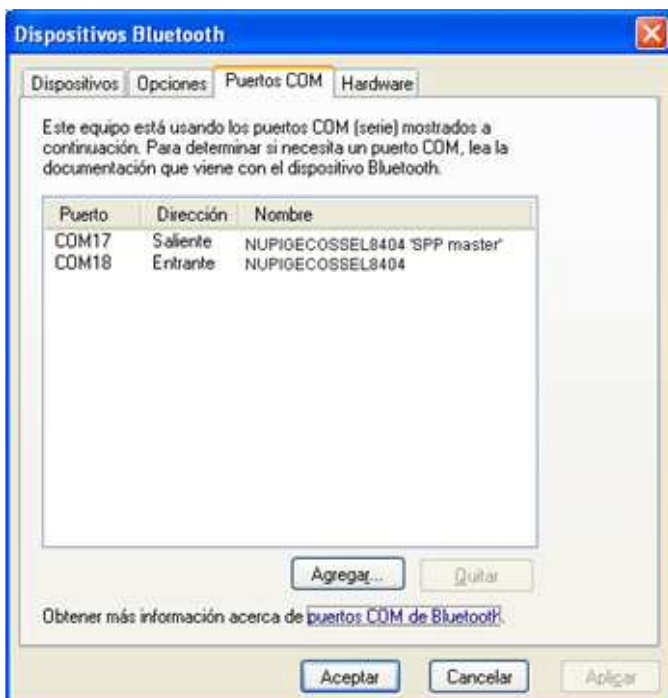 Dispositivos Bluetooth
Dispositivos Opciones Puertos COM Hardware
Este equipo está usando los puertos COM (serie) mostrados a
continuación. Para determinar si necesita un puerto COM, lea la
documentación que viene con el dispositivo Bluetooth.
Puerto Dirección Nombre
COM17 Saliente NUPIGECOSSEL8404 'SPP master'
COM18 Entrante NUPIGECOSSEL8404
Agregar... Quitar
Obtener más información acerca de puertos COM de Bluetooth.
Aceptar Cancelar Aplicar